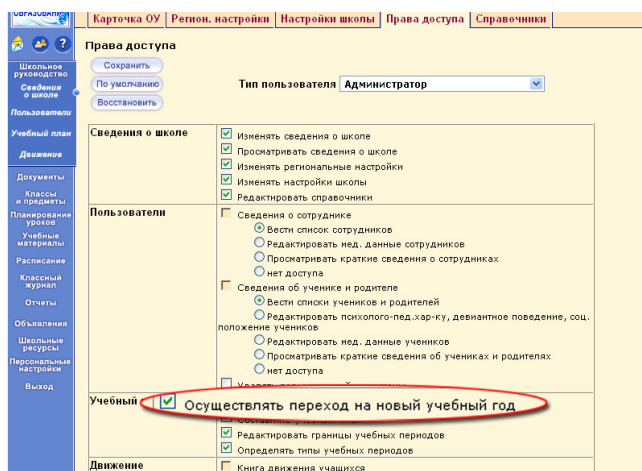 ОБРАЗОВАНИЕ
Карточка ОУ Регион. настройки Настройки школы Права доступа Справочники
Права доступа
Сохранить
По умолчанию
Восстановить
Тип пользователя Администратор
Школьное
руководство
Сведения
о школе
Пользователи
Учебный план
Движение
Документы
Классы
и предметы
Планирование
уроков
Учебные
материалы
Расписание
Классный
журнал
Отчеты
Объявления
Школьные
ресурсы
Персональные
настройки
Выход
Сведения о школе
Изменять сведения о школе
Просматривать сведения о школе
Изменять региональные настройки
Изменять настройки школы
Редактировать справочники
Пользователи
Сведения о сотруднике
Вести список сотрудников
Редактировать мед. данные сотрудников
Просматривать краткие сведения о сотрудниках
нет доступа
Сведения об ученике и родителе
Вести списки учеников и родителей
Редактировать психолого-пед.хар-ку, девиантное поведение, соц.
положение учеников
Редактировать мед. данные учеников
Просматривать краткие сведения об учениках и родителях
нет доступа
Учебный
Осуществлять переход на новый учебный год
Редактировать границы учебных периодов
Определять типы учебных периодов
Движение
Книга движения учащихся